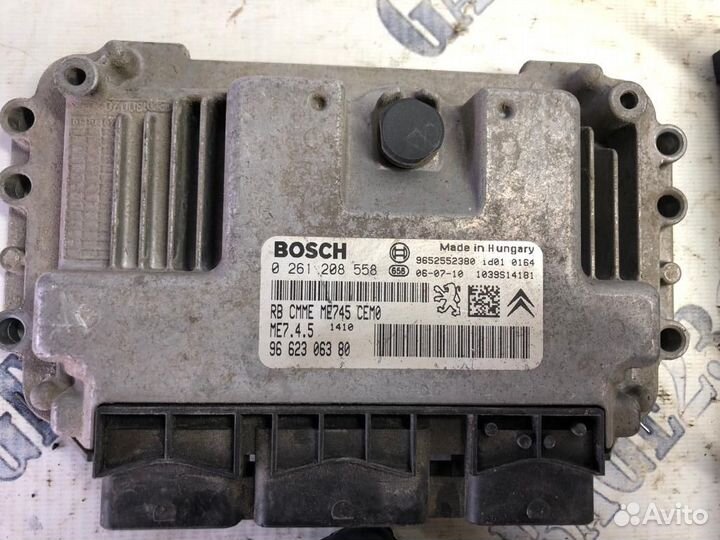 BOSCH
Made in Hungary
9652552380 id01 0164
0 261 208 558 658 06-07-10 1039S14181
RB CMME ME745 CEM0
ME7.4.5 1410
96 623 063 80
Avito